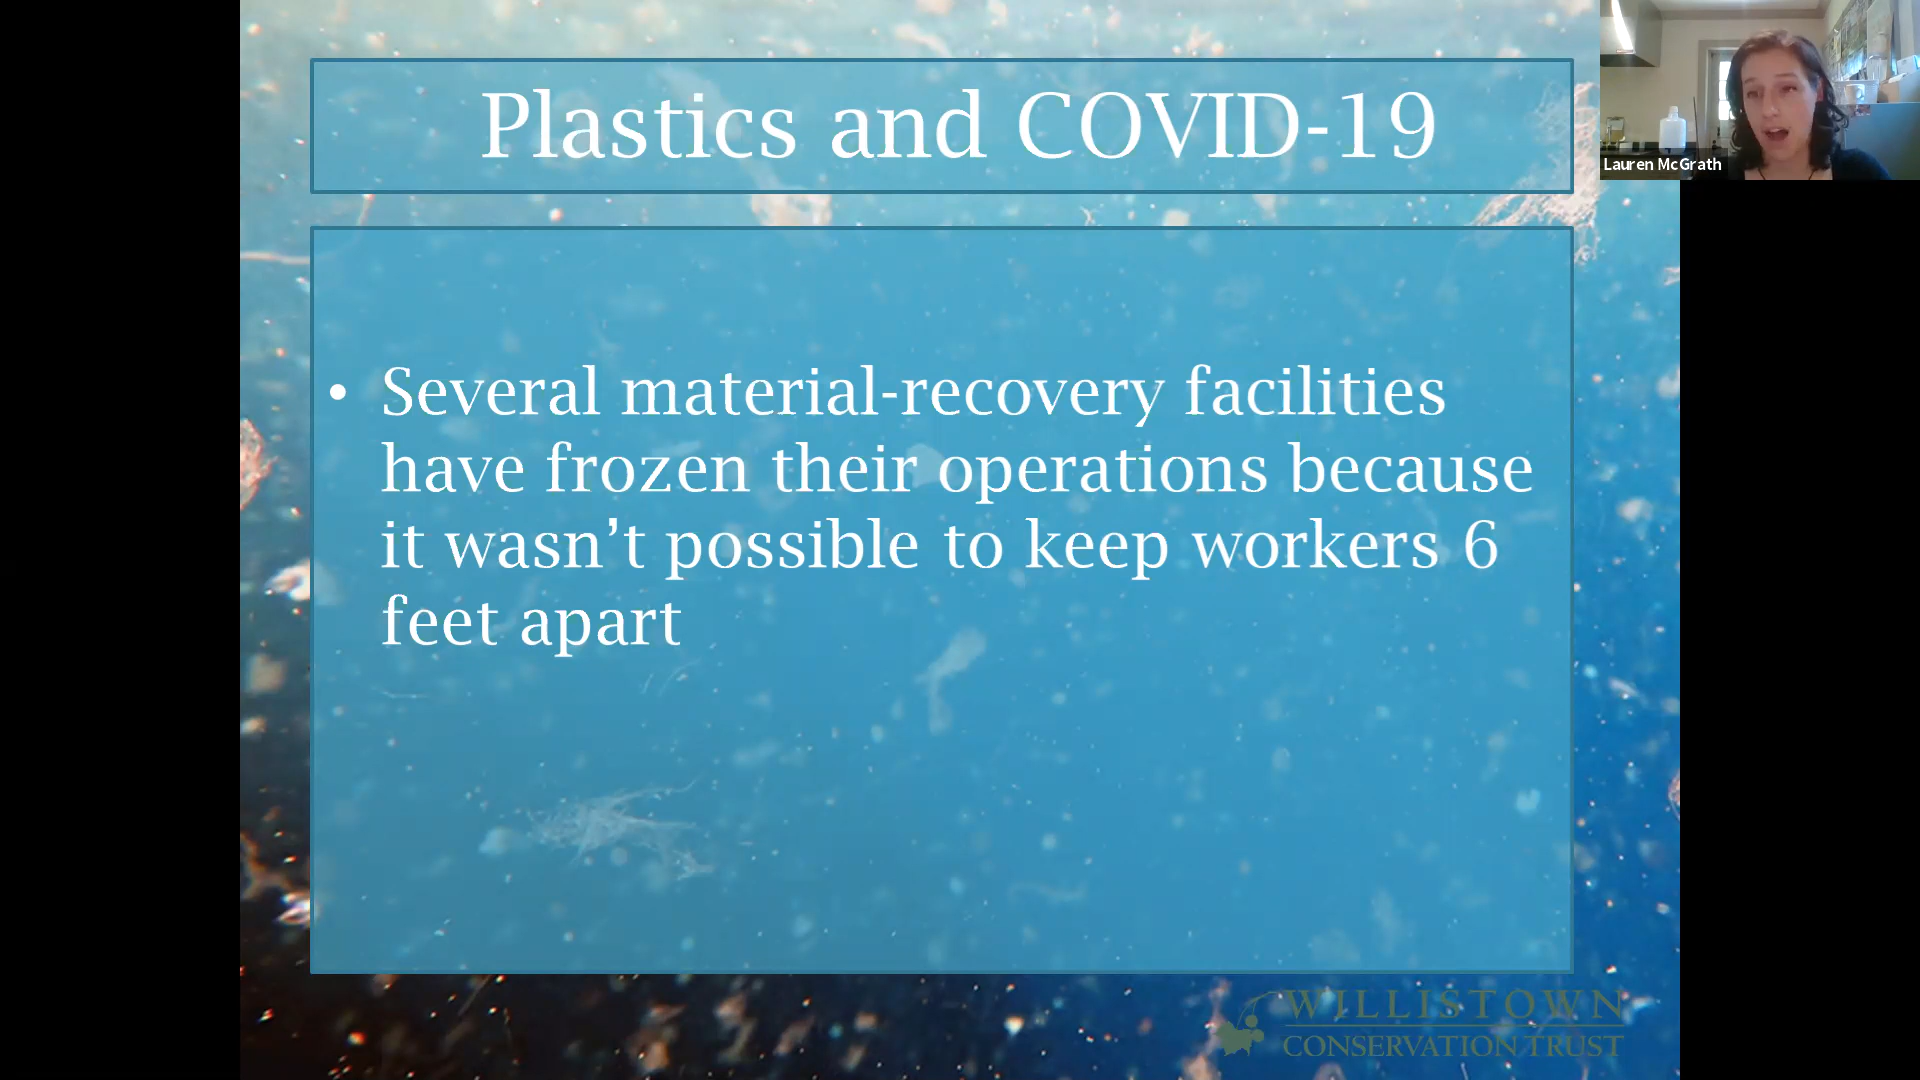 Plastics and COVID-19
Lauren McGrath
• Several material-recovery facilities
have frozen their operations because
it wasn’t possible to keep workers 6
feet apart
WILLISTOWN
CONSERVATION TRUST